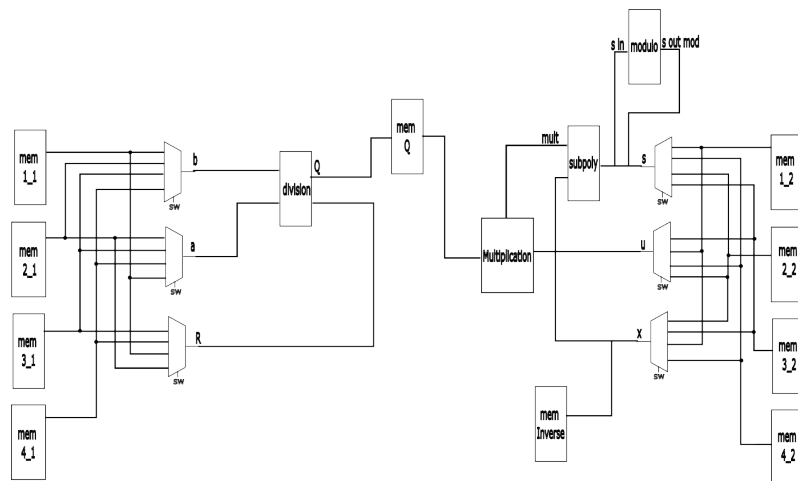 mem
1_1
mem
2_1
mem
3_1
mem
4_1
b
sw
a
sw
R
sw
division
Q
mem
Q
Multiplication
mult
subpoly
s in
modulo
s out mod
s
sw
u
sw
x
sw
mem
Inverse
mem
1_2
mem
2_2
mem
3_2
mem
4_2